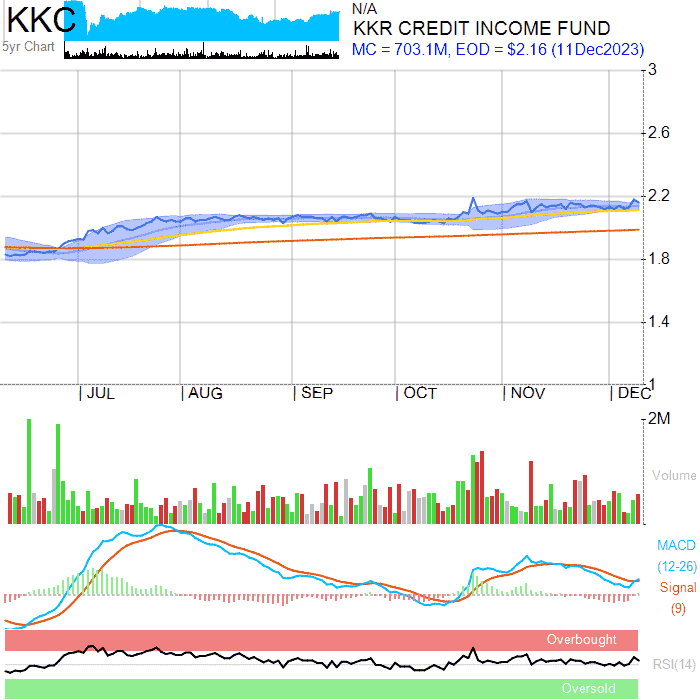 KKC
5yr Chart
N/A
KKR CREDIT INCOME FUND
MC = 703.1M, EOD = $2.16 (11Dec2023)
3
2.6
2.2
1.8
1.4
1
| JUL | AUG | SEP | OCT | NOV | DEC
2M
Volume
MACD
(12-26)
Signal
(9)
Overbought
RSI(14)
Oversold